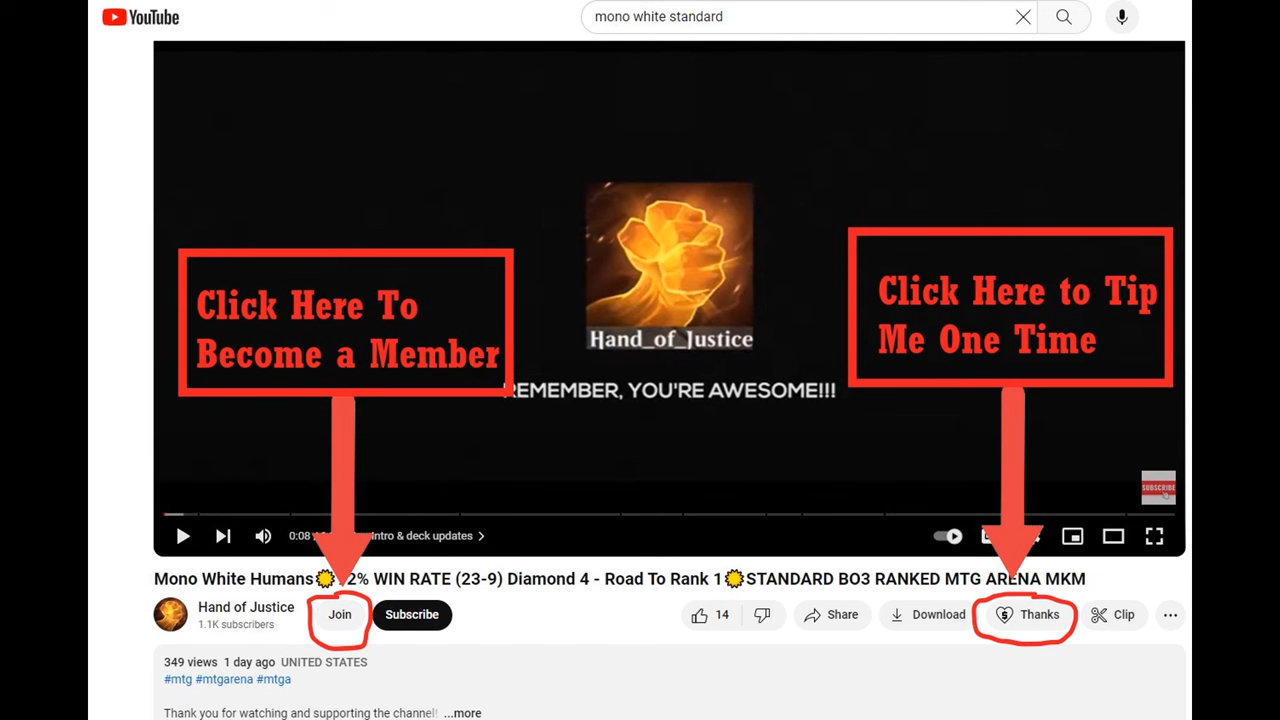 YouTube
mono white standard
Click Here To
Become a Member
Click Here to Tip
Me One Time
Hand_of_Justice
REMEMBER, YOU'RE AWESOME!!!
SUBSCRIBE
0:08
Intro & deck updates
Mono White Humans 2% WIN RATE (23-9) Diamond 4 - Road To Rank 1 STANDARD BO3 RANKED MTG ARENA MKM
Hand of Justice
1.1K subscribers
Join
Subscribe
14
Share
Download
Thanks
Clip
349 views 1 day ago UNITED STATES
#mtg #mtgarena #mtga
Thank you for watching and supporting the channel! ...more